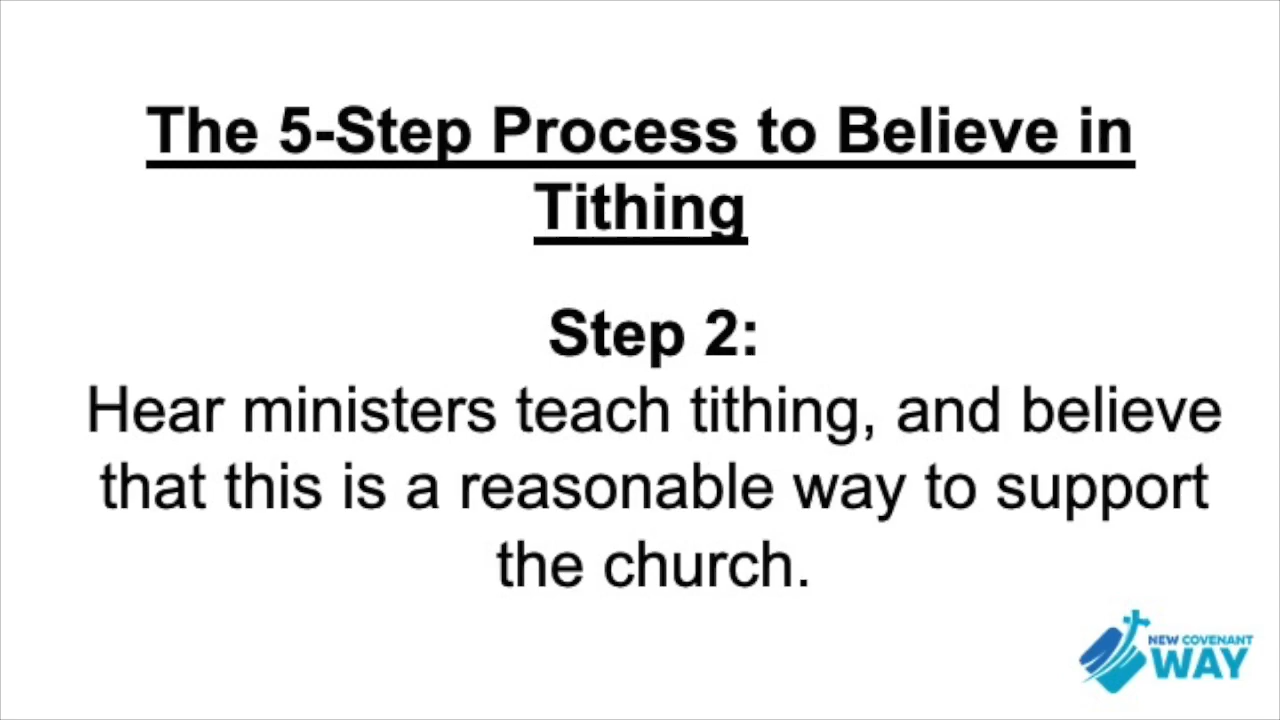 The 5-Step Process to Believe in
Tithing
Step 2:
Hear ministers teach tithing, and believe
that this is a reasonable way to support
the church.
NEW COVENANT
WAY